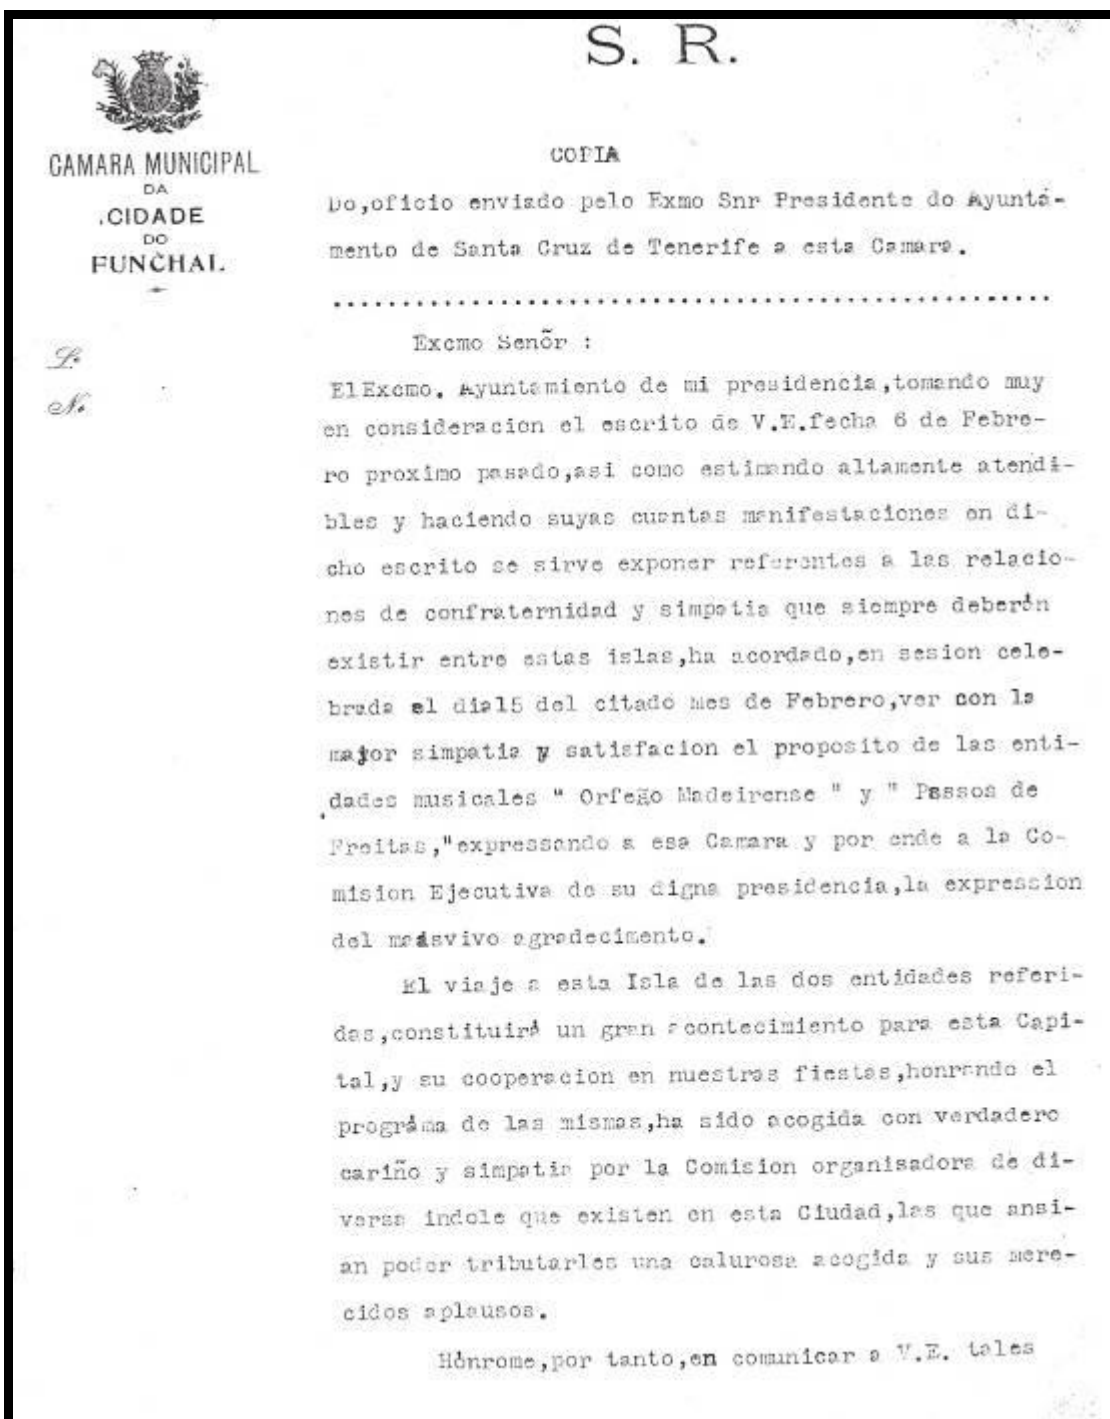 S. R.
CAMARA MUNICIPAL
DA
CIDADE
DO
FUNCHAL
L.
N.
COPIA
Do,oficio enviado pelo Exmo Snr Presidente do Ayuntá-
mento de Santa Cruz de Tenerife a esta Camara.
Excmo Senõr :
ElExcmo. Ayuntamiento de mi presidencia,tomando muy
en consideracion el escrito de V.E.fecha 6 de Febre-
ro proximo pasado,asi como estimando altamente atendi-
bles y haciendo suyas cuantas manifestaciones en di-
cho escrito se sirve exponer referentes a las relacio-
nes de confraternidad y simpatia que siempre deberán
existir entre estas islas,ha acordado,en sesion cele-
brada el dia15 del citado mes de Febrero,ver con la
major simpatia y satisfacion el proposito de las enti-
dades musicales " Orfeão Madeirense " y " Passos de
Freitas,"expressando a esa Camara y por ende a la Co-
mision Ejecutiva de su digna presidencia,la expression
del maásvivo agradecimento.
El viaje a esta Isla de las dos entidades referi-
das,constituirá un gran acontecimiento para esta Capi-
tal,y su cooperacion en nuestras fiestas,honrando el
prográma de las mismas,ha sido acogida con verdadero
cariño y simpatia por la Comision organisadora de di-
versa indole que existen en esta Ciudad,las que ansi-
an poder tributarles una calurosa acogida y sus mere-
cidos aplausos.
Hónrome,por tanto,en comunicar a V.E. tales